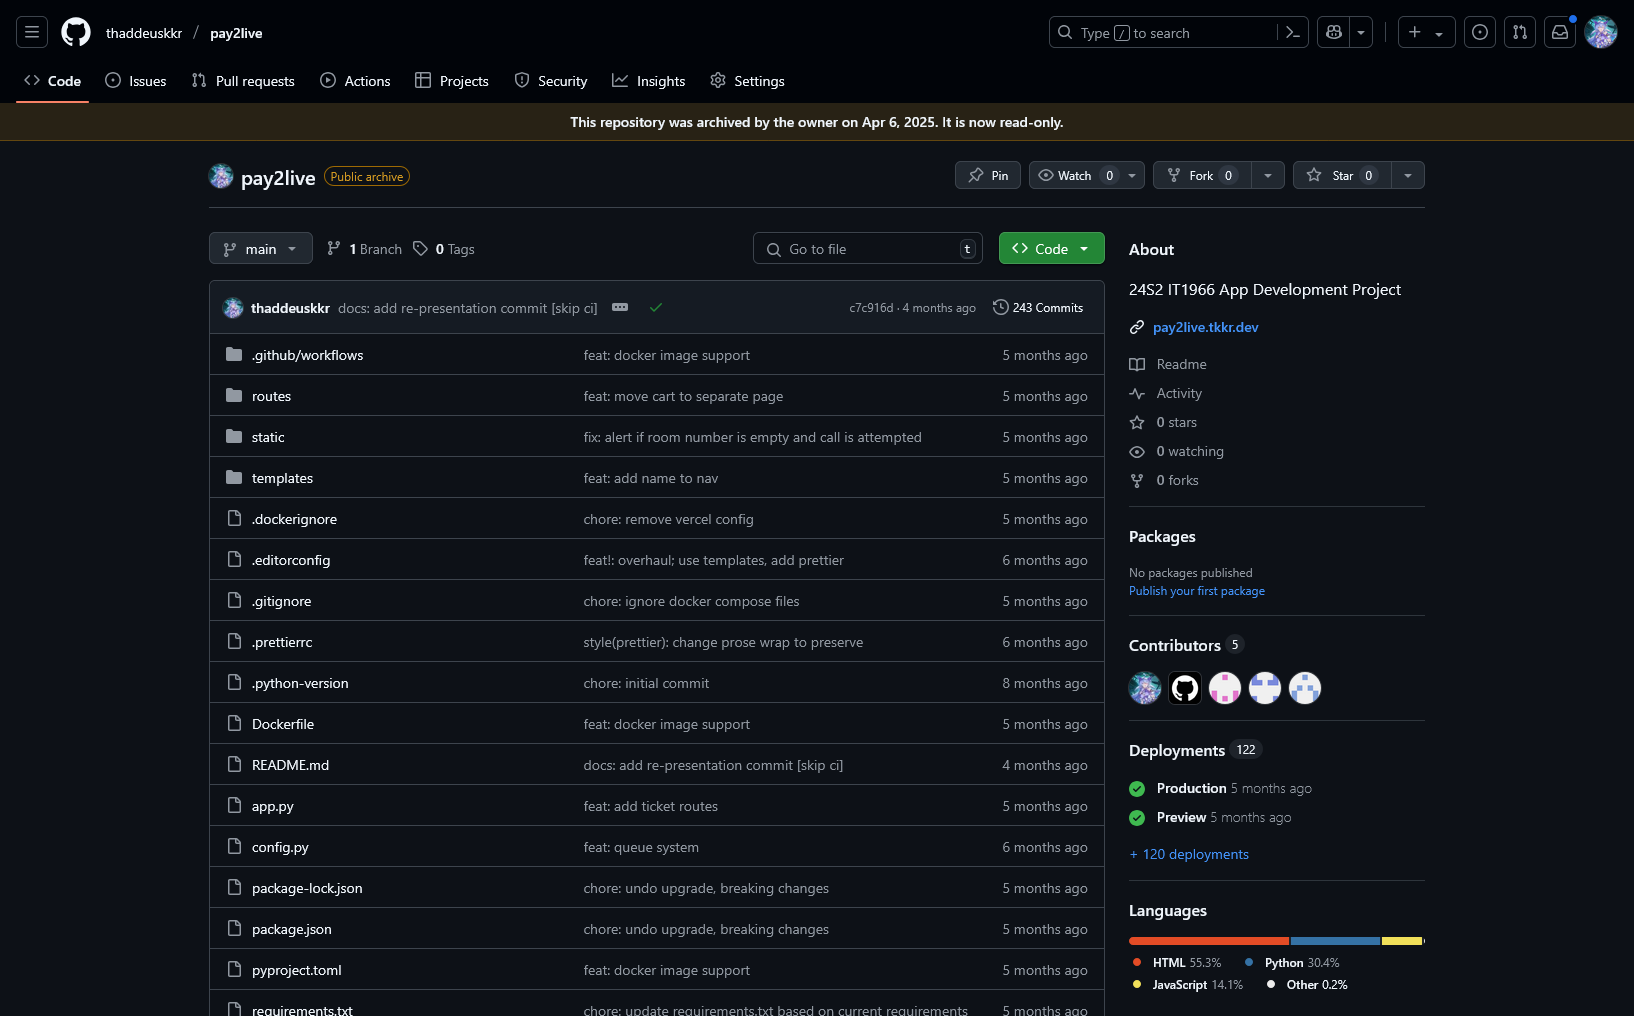 thaddeuskkr / pay2live
Type / to search
Code Issues Pull requests Actions Projects Security Insights Settings
This repository was archived by the owner on Apr 6, 2025. It is now read-only.
pay2live Public archive
Pin Watch 0 Fork 0 Star 0
main 1 Branch 0 Tags Go to file t Code
thaddeuskkr docs: add re-presentation commit [skip ci] c7c916d · 4 months ago 243 Commits
.github/workflows feat: docker image support 5 months ago
routes feat: move cart to separate page 5 months ago
static fix: alert if room number is empty and call is attempted 5 months ago
templates feat: add name to nav 5 months ago
.dockerignore chore: remove vercel config 5 months ago
.editorconfig feat!: overhaul; use templates, add prettier 6 months ago
.gitignore chore: ignore docker compose files 5 months ago
.prettierrc style(prettier): change prose wrap to preserve 6 months ago
.python-version chore: initial commit 8 months ago
Dockerfile feat: docker image support 5 months ago
README.md docs: add re-presentation commit [skip ci] 4 months ago
app.py feat: add ticket routes 5 months ago
config.py feat: queue system 6 months ago
package-lock.json chore: undo upgrade, breaking changes 5 months ago
package.json chore: undo upgrade, breaking changes 5 months ago
pyproject.toml feat: docker image support 5 months ago
requirements.txt chore: update requirements.txt based on current requirements 5 months ago
About
24S2 IT1966 App Development Project
pay2live.tkkr.dev
Readme
Activity
0 stars
0 watching
0 forks
Packages
No packages published
Publish your first package
Contributors 5
Deployments 122
Production 5 months ago
Preview 5 months ago
+ 120 deployments
Languages
HTML 55.3% Python 30.4%
JavaScript 14.1% Other 0.2%